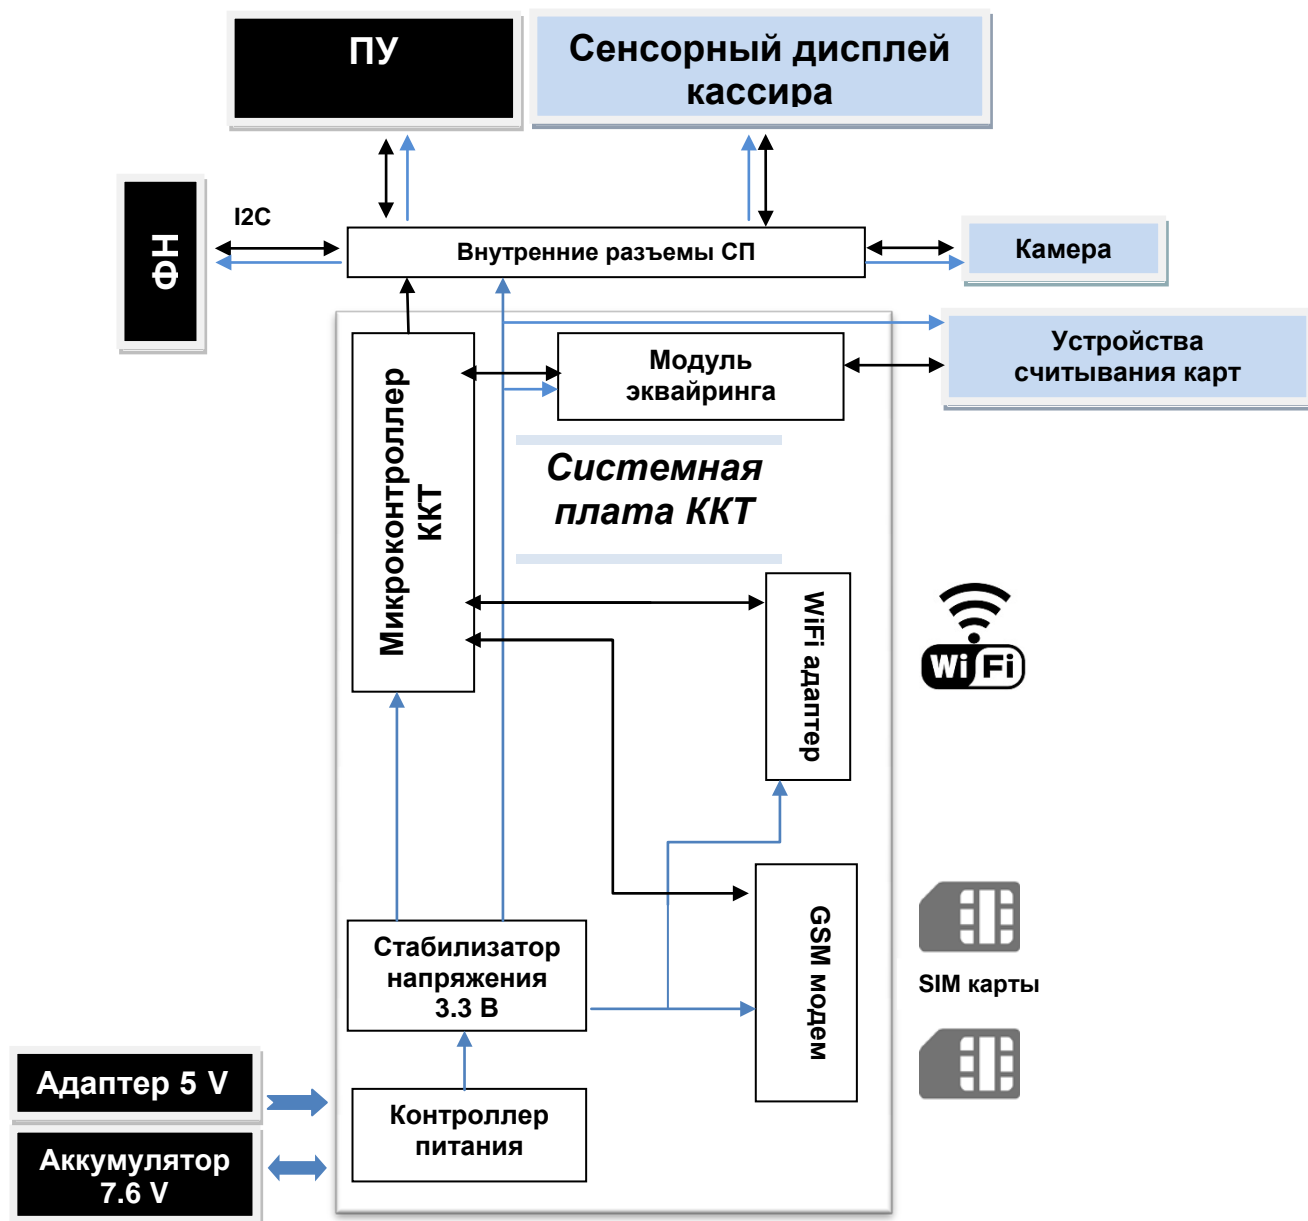 ПУ
Сенсорный дисплей
кассира
ФН
I2C
Внутренние разъемы СП
Камера
Устройства
считывания карт
Модуль
эквайринга
Микроконтроллер
ККТ
Системная
плата ККТ
WiFi адаптер
Wi Fi
GSM модем
SIM карты
Стабилизатор
напряжения
3.3 В
Адаптер 5 V
Контроллер
питания
Аккумулятор
7.6 V